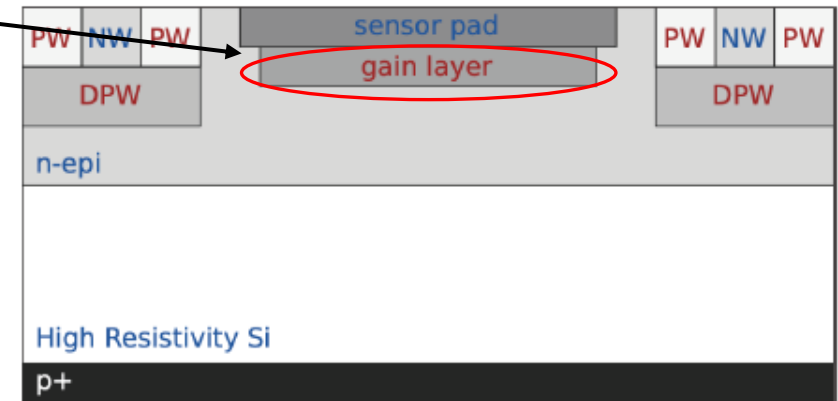 PW NW PW sensor pad PW NW PW
gain layer
DPW DPW
n-epi
High Resistivity Si
p+